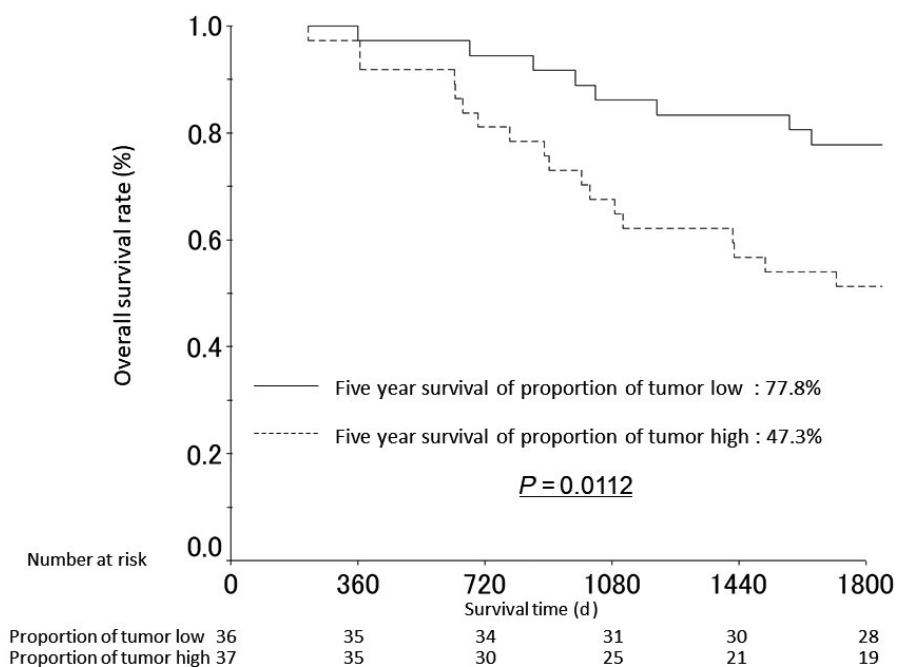 Overall survival rate (%)
1.0
0.8
0.6
0.4
0.2
0.0
Five year survival of proportion of tumor low : 77.8%
Five year survival of proportion of tumor high : 47.3%
P = 0.0112
Number at risk
0 360 720 1080 1440 1800
Survival time (d)
Proportion of tumor low 36 35 34 31 30 28
Proportion of tumor high 37 35 30 25 21 19